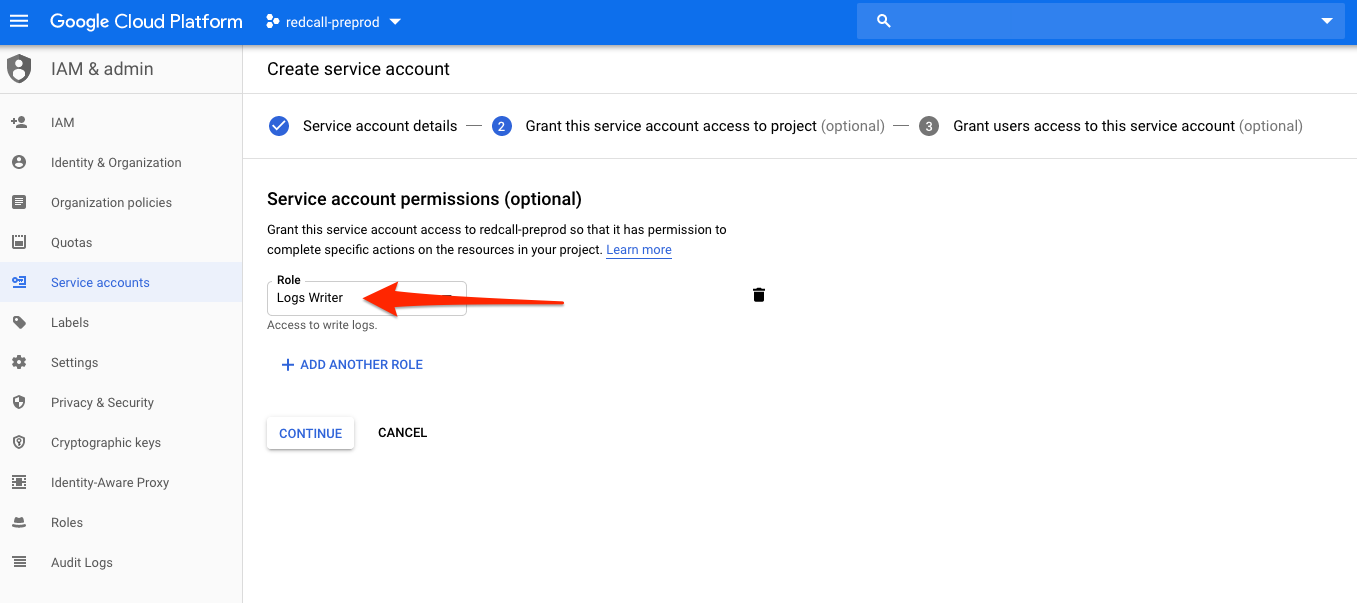 Google Cloud Platform redcall-preprod
IAM & admin
Create service account
IAM
Identity & Organization
Organization policies
Quotas
Service accounts
Labels
Settings
Privacy & Security
Cryptographic keys
Identity-Aware Proxy
Roles
Audit Logs
Service account details — 2 Grant this service account access to project (optional) — 3 Grant users access to this service account (optional)
Service account permissions (optional)
Grant this service account access to redcall-preprod so that it has permission to
complete specific actions on the resources in your project. Learn more
Role
Logs Writer
Access to write logs.
+ ADD ANOTHER ROLE
CONTINUE CANCEL